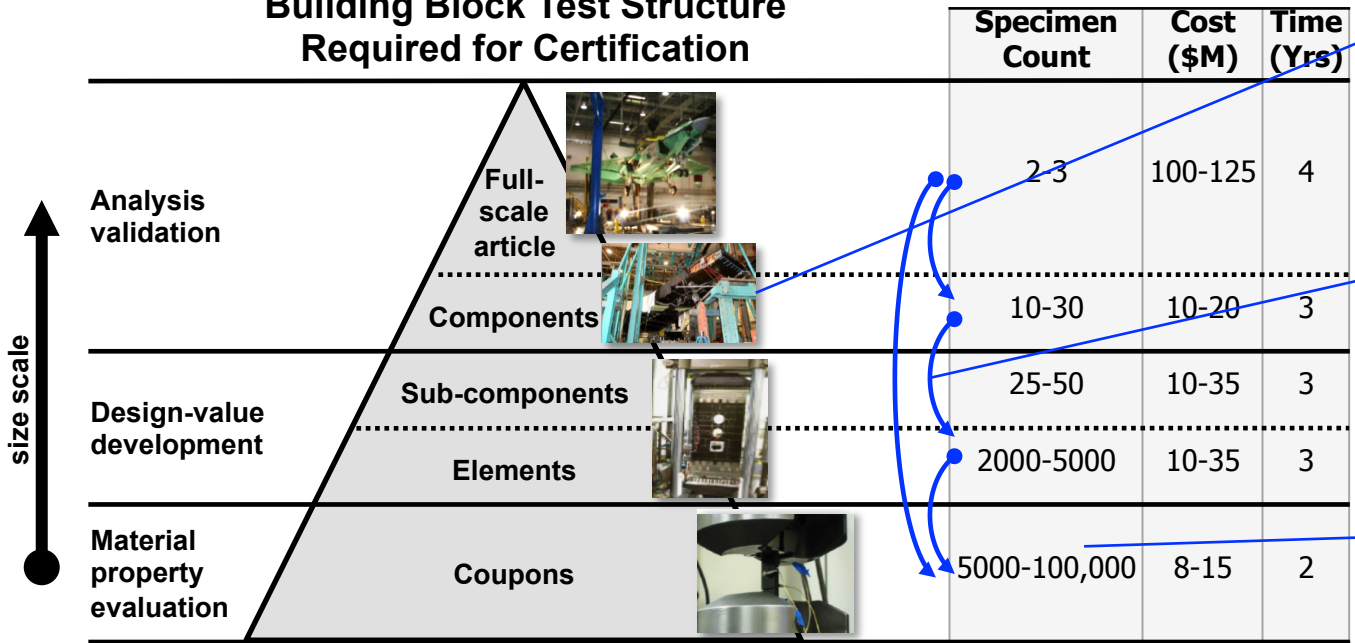 Building Block Test Structure
Required for Certification
Specimen
Count
Cost
($M)
Time
(Yrs)
size scale
Analysis
validation
Full-
scale
article
2-3
100-125
4
Components
10-30
10-20
3
Design-value
development
Sub-components
25-50
10-35
3
Elements
2000-5000
10-35
3
Material
property
evaluation
Coupons
5000-100,000
8-15
2